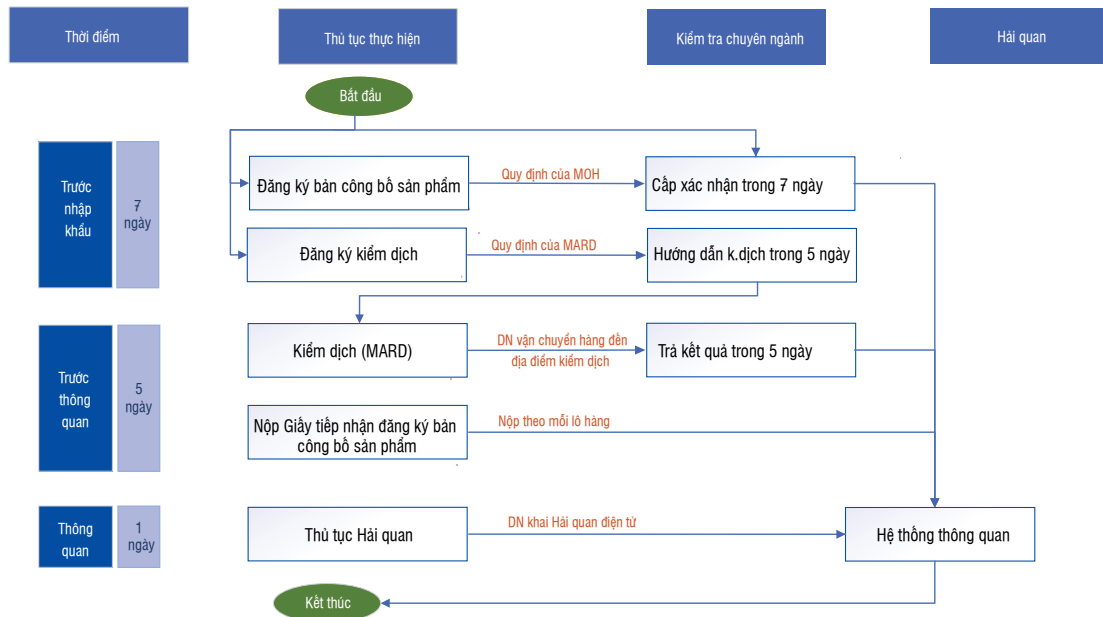 Thời điểm
Thủ tục thực hiện
Kiểm tra chuyên ngành
Hải quan
Bắt đầu
Trước
nhập
khẩu
7
ngày
Đăng ký bản công bố sản phẩm
Quy định của MOH
Cấp xác nhận trong 7 ngày
Đăng ký kiểm dịch
Quy định của MARD
Hướng dẫn k.dịch trong 5 ngày
Trước
thông
quan
5
ngày
Kiểm dịch (MARD)
DN vận chuyển hàng đến
địa điểm kiểm dịch
Trả kết quả trong 5 ngày
Nộp Giấy tiếp nhận đăng ký bản
công bố sản phẩm
Nộp theo mỗi lô hàng
Thông
quan
1
ngày
Thủ tục Hải quan
DN khai Hải quan điện tử
Hệ thống thông quan
Kết thúc